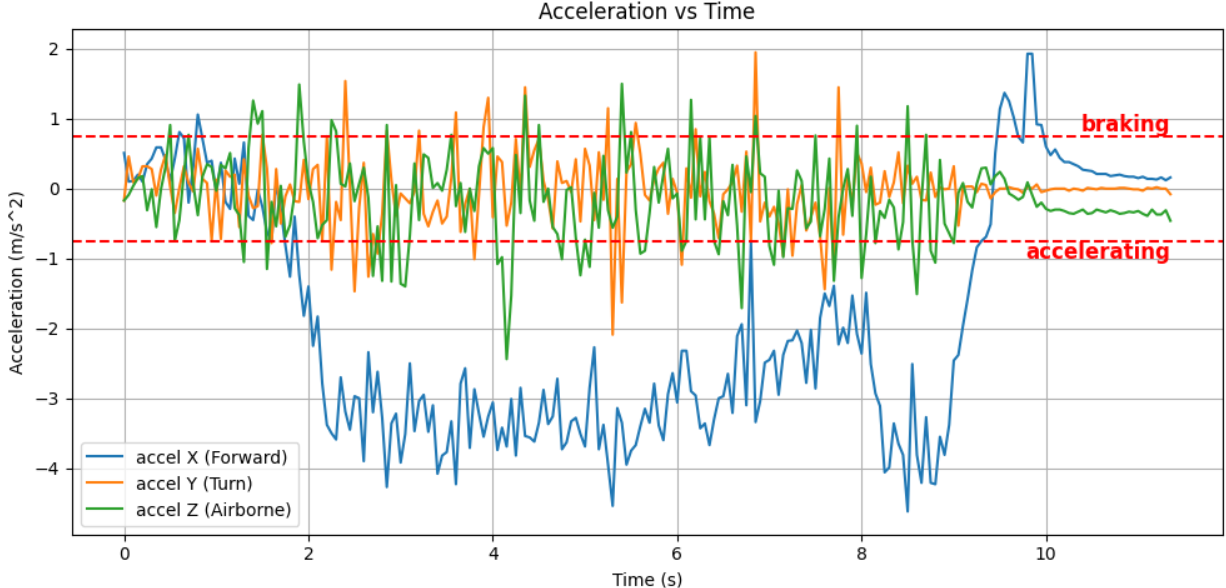 Acceleration vs Time
Acceleration (m/s^2)
2
1
0
−1
−2
−3
−4
braking
accelerating
accel X (Forward)
accel Y (Turn)
accel Z (Airborne)
0
2
4
6
8
10
Time (s)